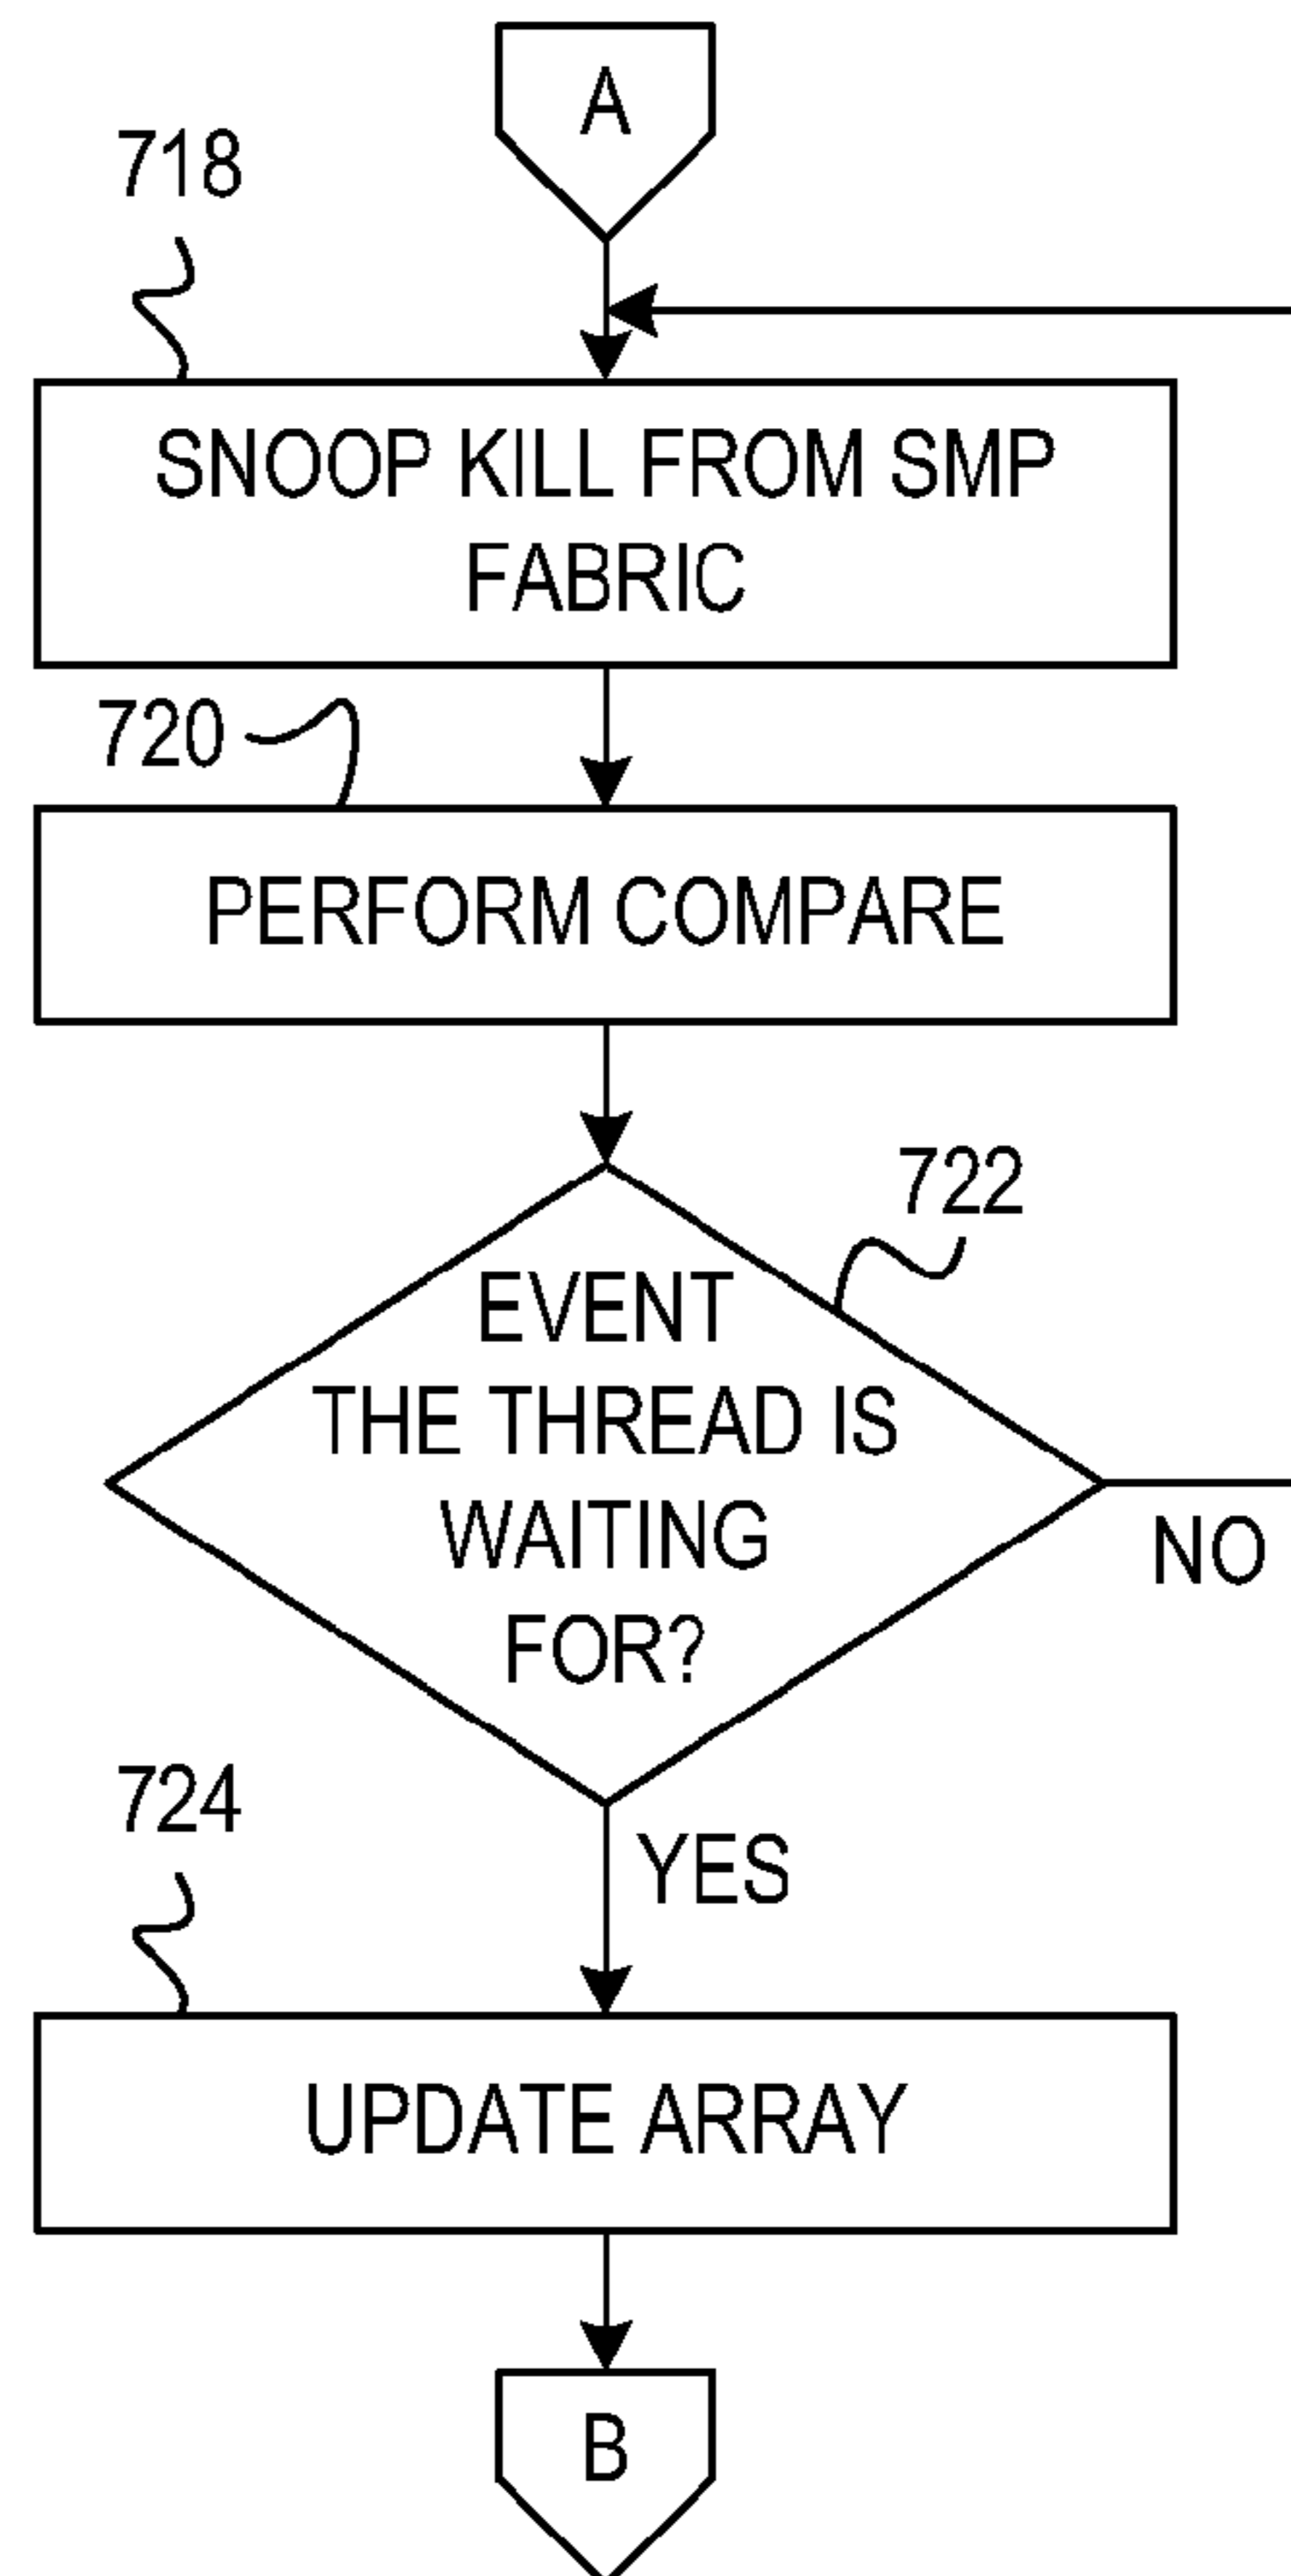 A
718
SNOOP KILL FROM SMP
FABRIC
720
PERFORM COMPARE
722
EVENT
THE THREAD IS
WAITING
FOR?
NO
YES
724
UPDATE ARRAY
B